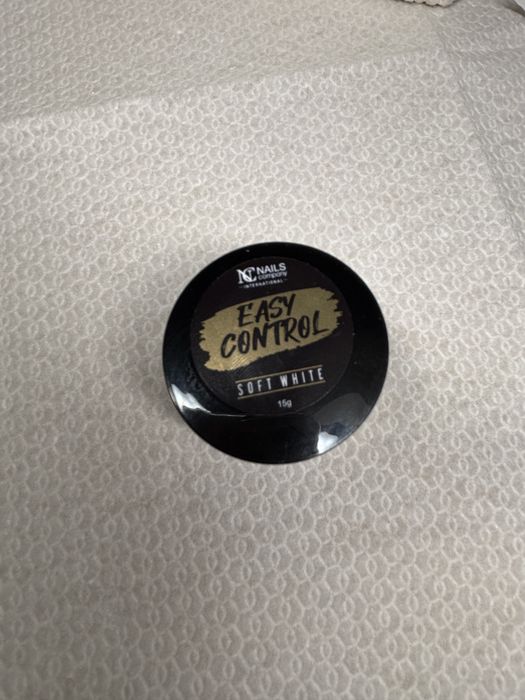 NC NAILS
company
INTERNATIONAL
EASY
CONTROL
SOFT WHITE
15g